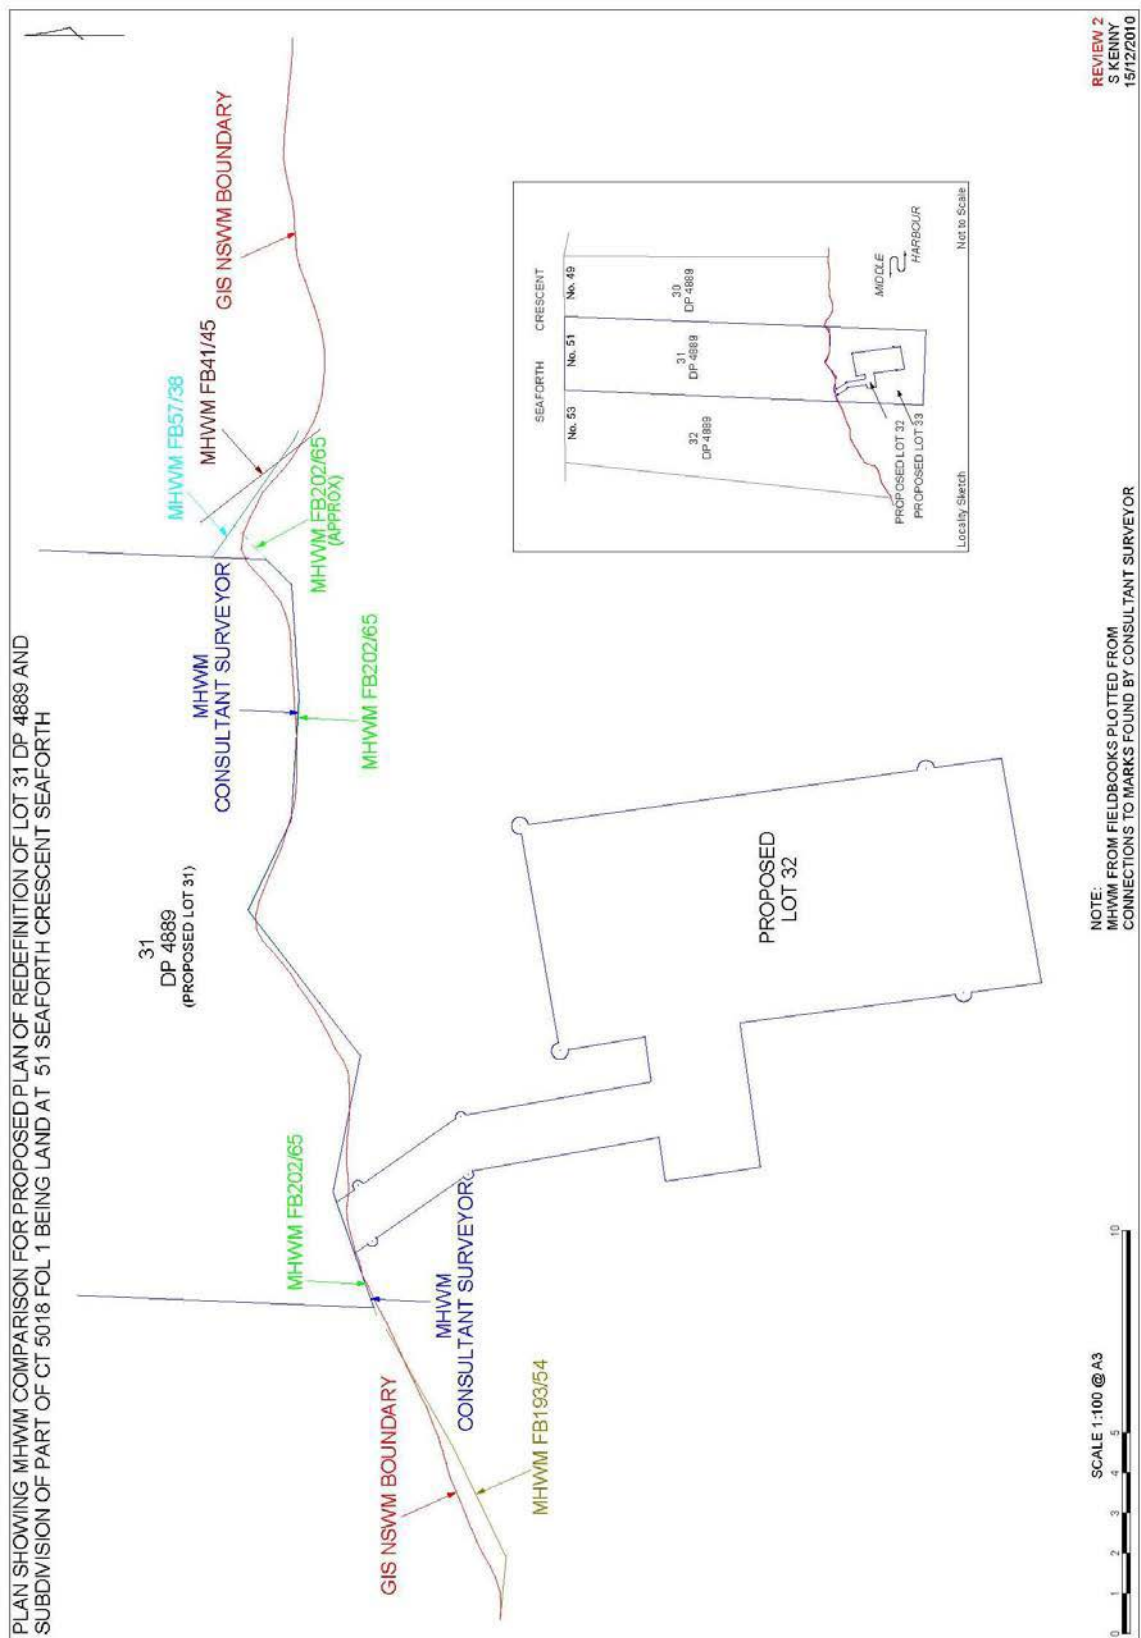 PLAN SHOWING MHWM COMPARISON FOR PROPOSED PLAN OF REDEFINITION OF LOT 31 DP 4889 AND
SUBDIVISION OF PART OF CT 5018 FOL 1 BEING LAND AT 51 SEAFORTH CRESCENT SEAFORTH
31
DP 4889
(PROPOSED LOT 31)
MHWM FB57/38
MHWM FB41/45
GIS NSWM BOUNDARY
MHWM
CONSULTANT SURVEYOR
MHWM FB202/65
(APPROX)
MHWM FB202/65
MHWM FB202/65
MHWM
CONSULTANT SURVEYOR
GIS NSWM BOUNDARY
MHWM FB193/54
PROPOSED
LOT 32
SEAFORTH CRESCENT
No. 53
No. 51
No. 49
32
DP 4889
31
DP 4889
30
DP 4889
MIDDLE
HARBOUR
PROPOSED LOT 32
PROPOSED LOT 33
Locality Sketch
Not to Scale
SCALE 1:100 @ A3
0 1 2 3 4 5 10
NOTE:
MHWM FROM FIELDBOOKS PLOTTED FROM
CONNECTIONS TO MARKS FOUND BY CONSULTANT SURVEYOR
REVIEW 2
S KENNY
15/12/2010